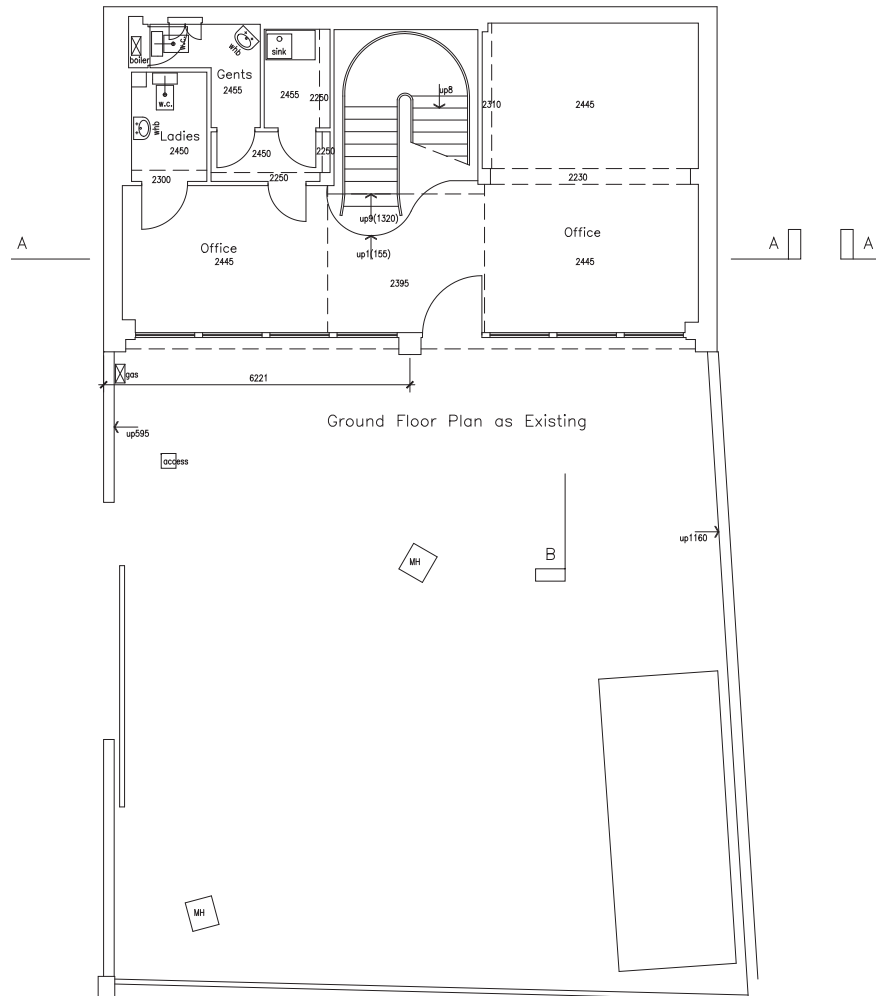 up8
boiler
w.c.
whb
sink
Gents
2455
2455
2250
2310
2445
w.c.
whb
Ladies
2450
2450
2250
2300
2250
2230
up9(1320)
up1(155)
Office
2445
2395
Office
2445
A
A
A
gas
6221
Ground Floor Plan as Existing
up595
access
up1160
MH
B
MH